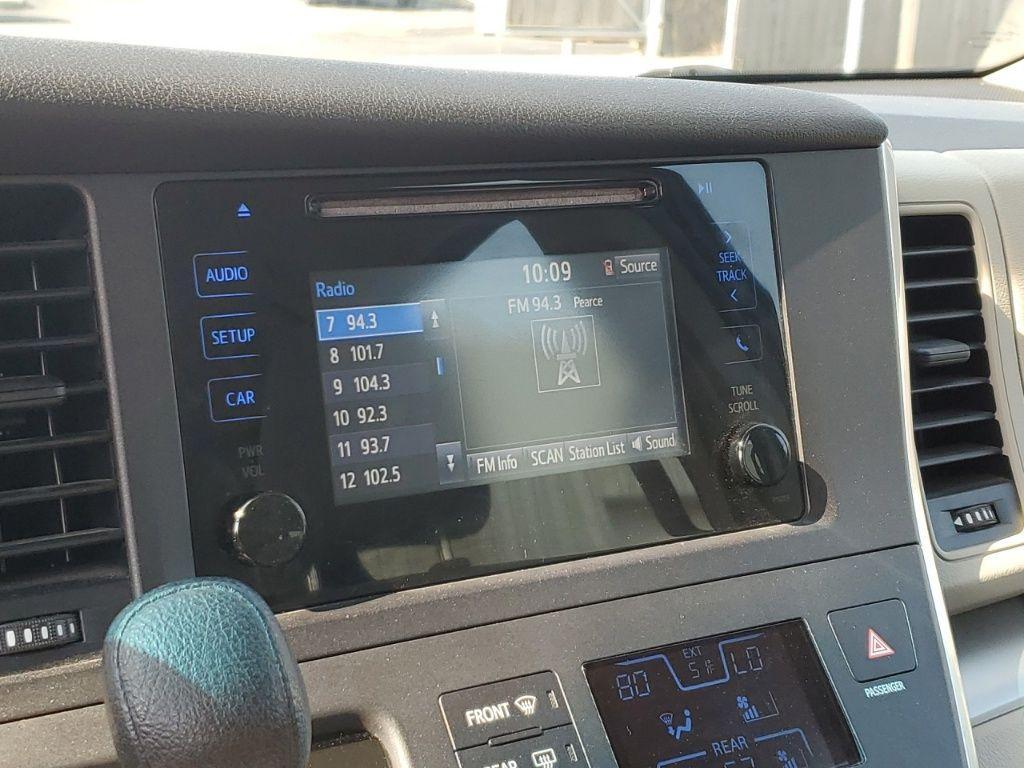 AUDIO
SETUP
CAR
PWR
VOL
Radio
10:09
Source
7 94.3
8 101.7
9 104.3
10 92.3
11 93.7
12 102.5
FM 94.3 Pearce
FM Info SCAN Station List Sound
SEEK
TRACK
TUNE
SCROLL
FRONT
REAR
80
EXT
51°F
LO
REAR
PASSENGER